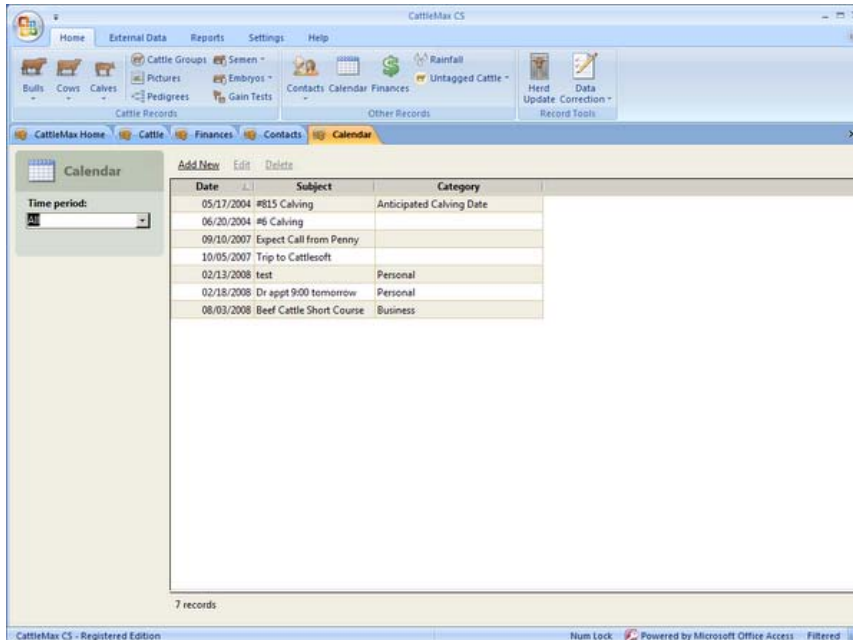 CattleMax CS
Home External Data Reports Settings Help
Bulls Cows Calves
Cattle Groups Semen
Pictures Embryos
Pedigrees Gain Tests
Cattle Records
Contacts Calendar Finances
Rainfall
Untagged Cattle
Other Records
Herd Update Data Correction
Record Tools
CattleMax Home Cattle Finances Contacts Calendar
Calendar
Time period:
All
Add New Edit Delete
Date Subject Category
05/17/2004 #815 Calving Anticipated Calving Date
06/20/2004 #6 Calving
09/10/2007 Expect Call from Penny
10/05/2007 Trip to Cattlesoft
02/13/2008 test Personal
02/18/2008 Dr appt 9:00 tomorrow Personal
08/03/2008 Beef Cattle Short Course Business
7 records
CattleMax CS - Registered Edition Num Lock Powered by Microsoft Office Access Filtered